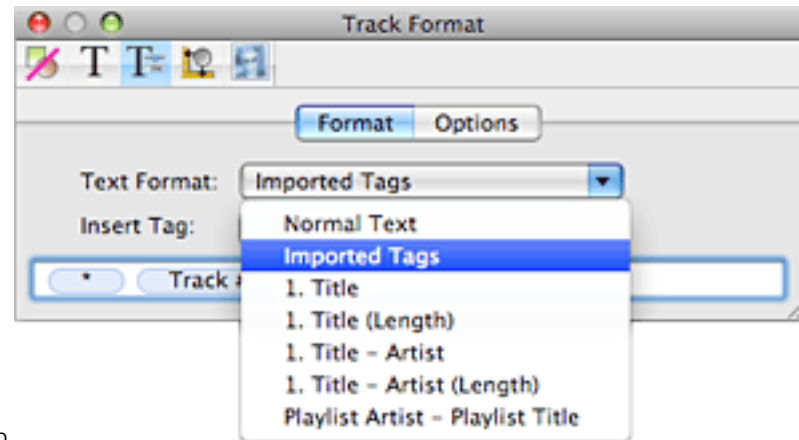 Track Format
T T
Format Options
Text Format: Imported Tags
Insert Tag:
Normal Text
Imported Tags
* Track #
1. Title
1. Title (Length)
1. Title – Artist
1. Title – Artist (Length)
Playlist Artist – Playlist Title